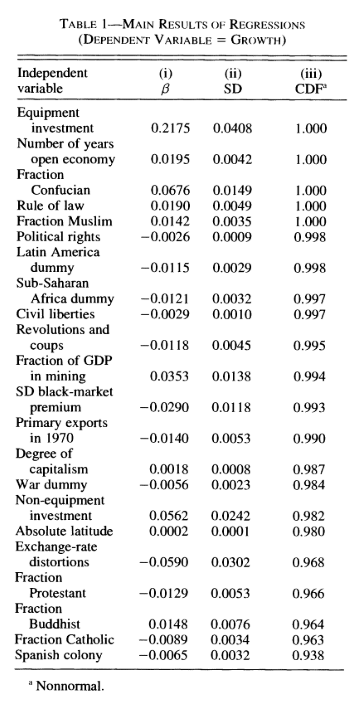 TABLE 1—MAIN RESULTS OF REGRESSIONS
(DEPENDENT VARIABLE = GROWTH)
Independent (i) (ii) (iii)
variable β SD CDFª
Equipment
investment 0.2175 0.0408 1.000
Number of years
open economy 0.0195 0.0042 1.000
Fraction
Confucian 0.0676 0.0149 1.000
Rule of law 0.0190 0.0049 1.000
Fraction Muslim 0.0142 0.0035 1.000
Political rights −0.0026 0.0009 0.998
Latin America
dummy −0.0115 0.0029 0.998
Sub-Saharan
Africa dummy −0.0121 0.0032 0.997
Civil liberties −0.0029 0.0010 0.997
Revolutions and
coups −0.0118 0.0045 0.995
Fraction of GDP
in mining 0.0353 0.0138 0.994
SD black-market
premium −0.0290 0.0118 0.993
Primary exports
in 1970 −0.0140 0.0053 0.990
Degree of
capitalism 0.0018 0.0008 0.987
War dummy −0.0056 0.0023 0.984
Non-equipment
investment 0.0562 0.0242 0.982
Absolute latitude 0.0002 0.0001 0.980
Exchange-rate
distortions −0.0590 0.0302 0.968
Fraction
Protestant −0.0129 0.0053 0.966
Fraction
Buddhist 0.0148 0.0076 0.964
Fraction Catholic −0.0089 0.0034 0.963
Spanish colony −0.0065 0.0032 0.938
ª Nonnormal.